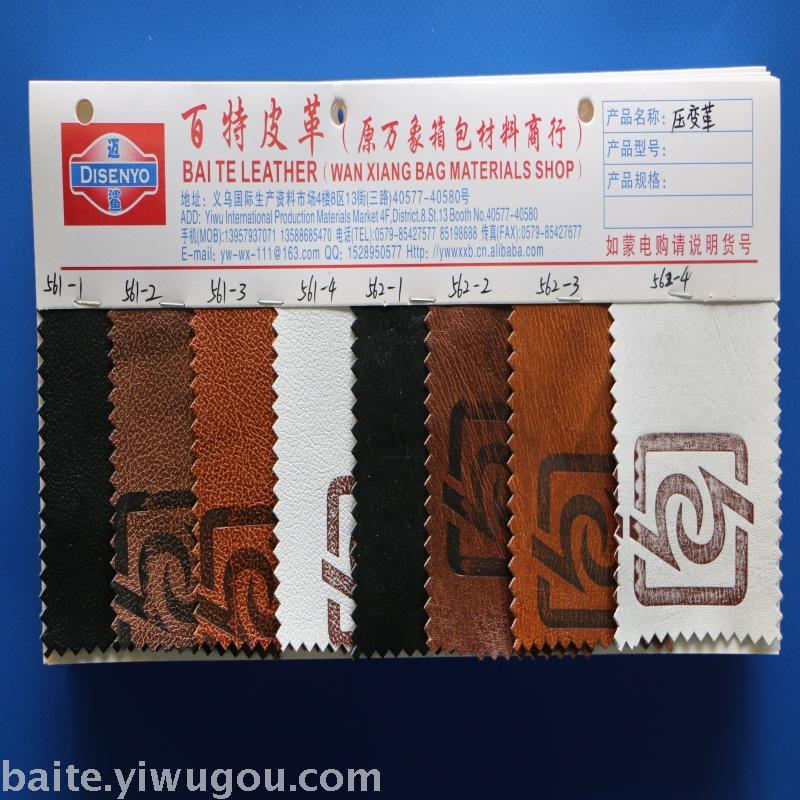 迈
DISENYO
鲨
百特皮革（原万象箱包材料商行）
BAI TE LEATHER (WAN XIANG BAG MATERIALS SHOP)
地址：义乌国际生产资料市场4楼8区13街(三路)40577-40580号
ADD: Yiwu International Production Materials Market 4F,District.8 St.13 Booth No.40577-40580
手机(MOB):13957937071 13588685470 电话(TEL):0579-85427577 85198688 传真(FAX):0579-85427677
E-mail: yw-wx-111@163.com QQ: 1528950577 Http: //ywwxxb.cn.alibaba.com
产品名称：压变革
产品型号：
产品规格：
如蒙电购请说明货号
561-1 561-2 561-3 561-4 562-1 562-2 562-3 562-4
baite.yiwugou.com